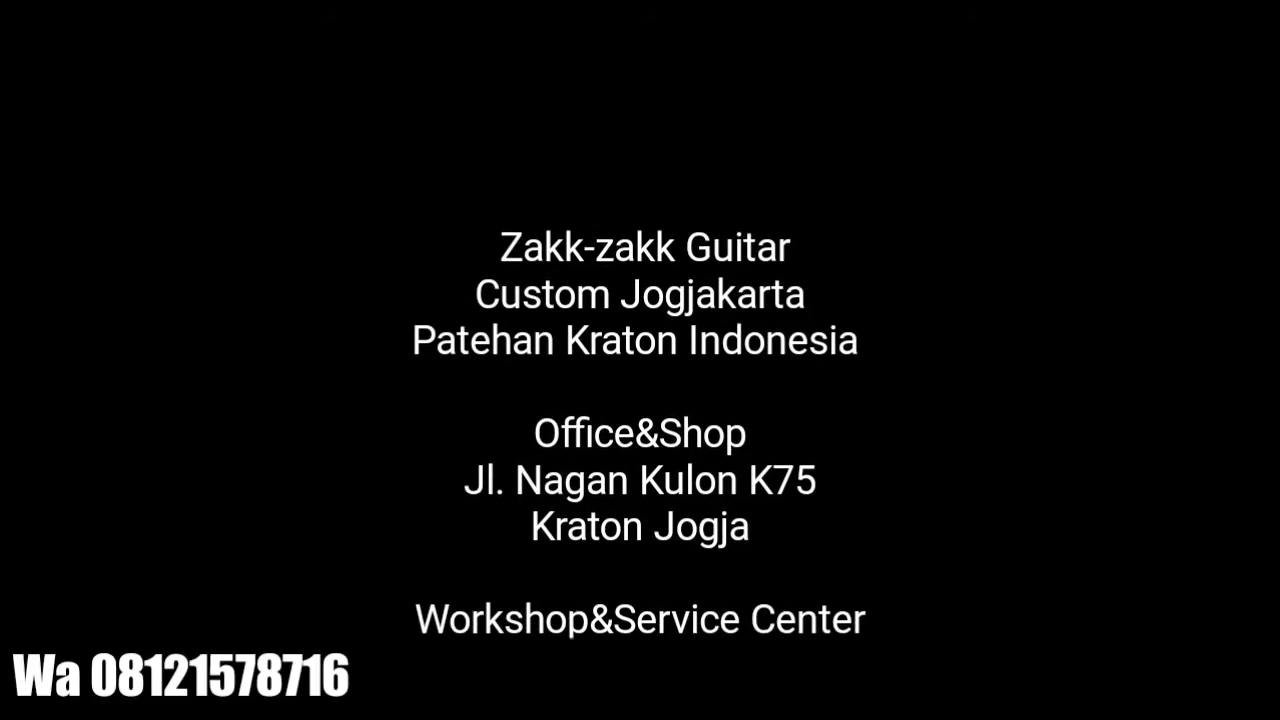 Zakk-zakk Guitar
Custom Jogjakarta
Patehan Kraton Indonesia
Office&Shop
Jl. Nagan Kulon K75
Kraton Jogja
Workshop&Service Center
Wa 08121578716